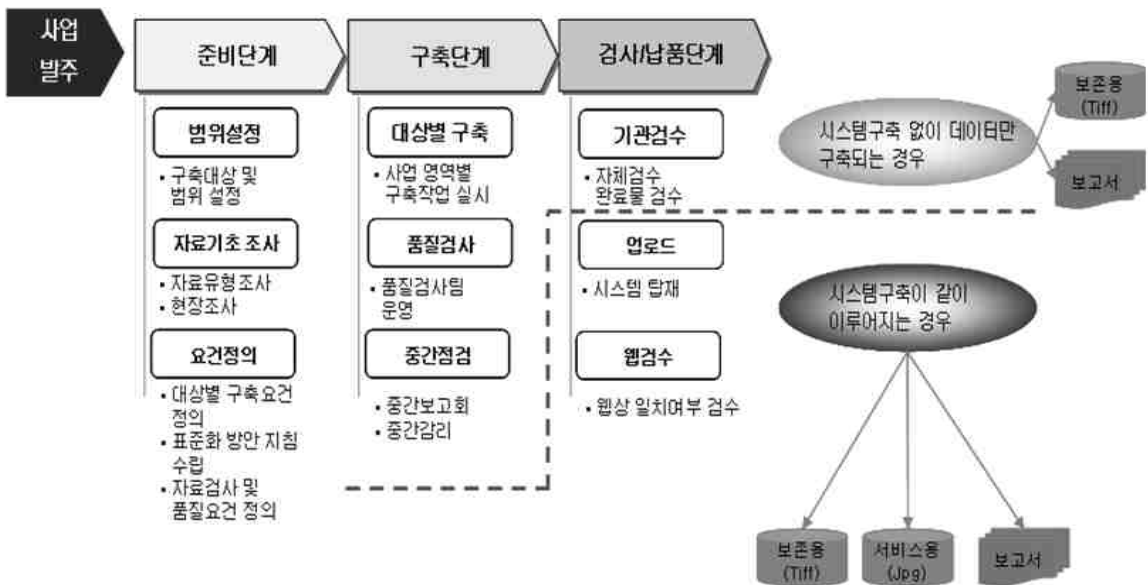 사업
발주
준비단계
범위설정
• 구축대상 및
범위 설정
자료기초 조사
• 자료유형조사
• 현장조사
요건정의
• 대상별 구축요건
정의
• 표준화 방안 지침
수립
• 자료검사 및
품질요건 정의
구축단계
대상별 구축
• 사업 영역별
구축작업 실시
품질검사
• 품질검사팀
운영
중간점검
• 중간보고회
• 중간감리
검사/납품단계
기관검수
• 자체검수
완료물 검수
업로드
• 시스템 탑재
웹검수
• 웹상 일치여부 검수
시스템구축 없이 데이터만
구축되는 경우
보존용
(Tiff)
보고서
시스템구축이 같이
이루어지는 경우
보존용
(Tiff)
서비스용
(Jpg)
보고서